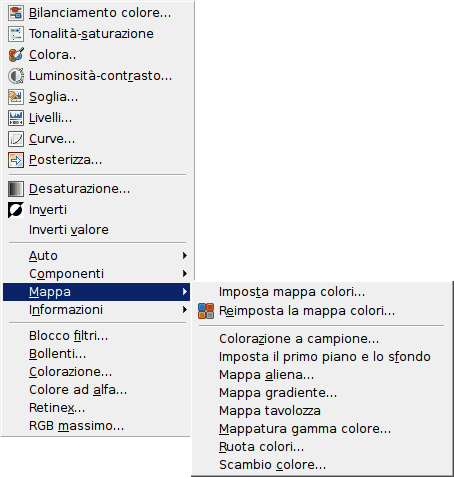 Bilanciamento colore...
Tonalità-saturazione
Colora..
Luminosità-contrasto...
Soglia...
Livelli...
Curve...
Posterizza...
Desaturazione...
Inverti
Inverti valore
Auto
Componenti
Mappa
Informazioni
Blocco filtri...
Bollenti...
Colorazione...
Colore ad alfa...
Retinex...
RGB massimo...
Imposta mappa colori...
Reimposta la mappa colori...
Colorazione a campione...
Imposta il primo piano e lo sfondo
Mappa aliena...
Mappa gradiente...
Mappa tavolozza
Mappatura gamma colore...
Ruota colori...
Scambio colore...